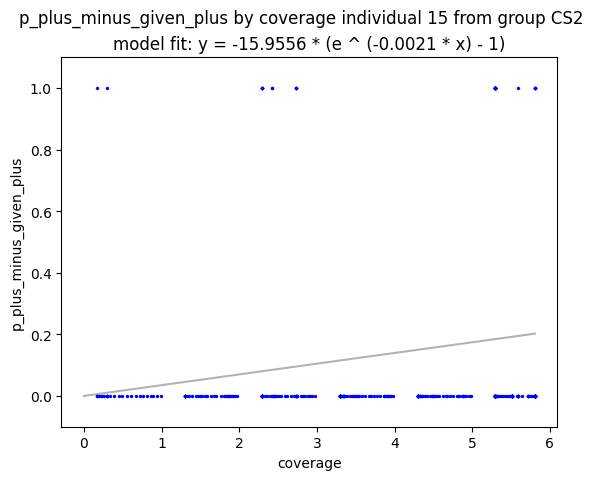 p_plus_minus_given_plus by coverage individual 15 from group CS2
model fit: y = -15.9556 * (e ^ (-0.0021 * x) - 1)
1.0
0.8
0.6
0.4
0.2
0.0
p_plus_minus_given_plus
0 1 2 3 4 5 6
coverage